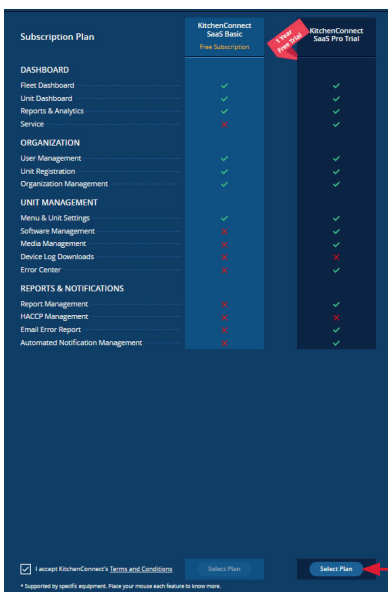 KitchenConnect
SaaS Basic
Free Subscription
Subscription Plan
1 Year
Free Trial
KitchenConnect
SaaS Pro Trial
DASHBOARD
Fleet Dashboard
Unit Dashboard
Reports & Analytics
Service
ORGANIZATION
User Management
Unit Registration
Organization Management
UNIT MANAGEMENT
Menu & Unit Settings
Software Management
Media Management
Device Log Downloads
Error Center
REPORTS & NOTIFICATIONS
Report Management
HACCP Management
Email Error Report
Automated Notification Management
I accept KitchenConnect's Terms and Conditions
Select Plan
Select Plan
* Supported by specific equipment. Place your mouse each feature to know more.